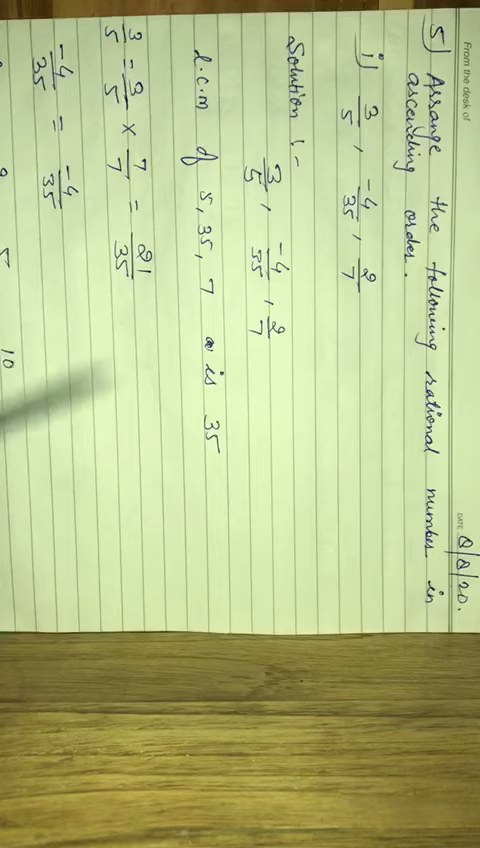 From the desk of
DATE 8/8/20.
5) Arrange the following rational number in
ascending order.
i) 3/5, -4/35, 2/7
Solution :-
3/5, -4/35, 2/7
L.C.M of 5, 35, 7 is 35
3/5 = 3/5 × 7/7 = 21/35
-4/35 = -4/35
10